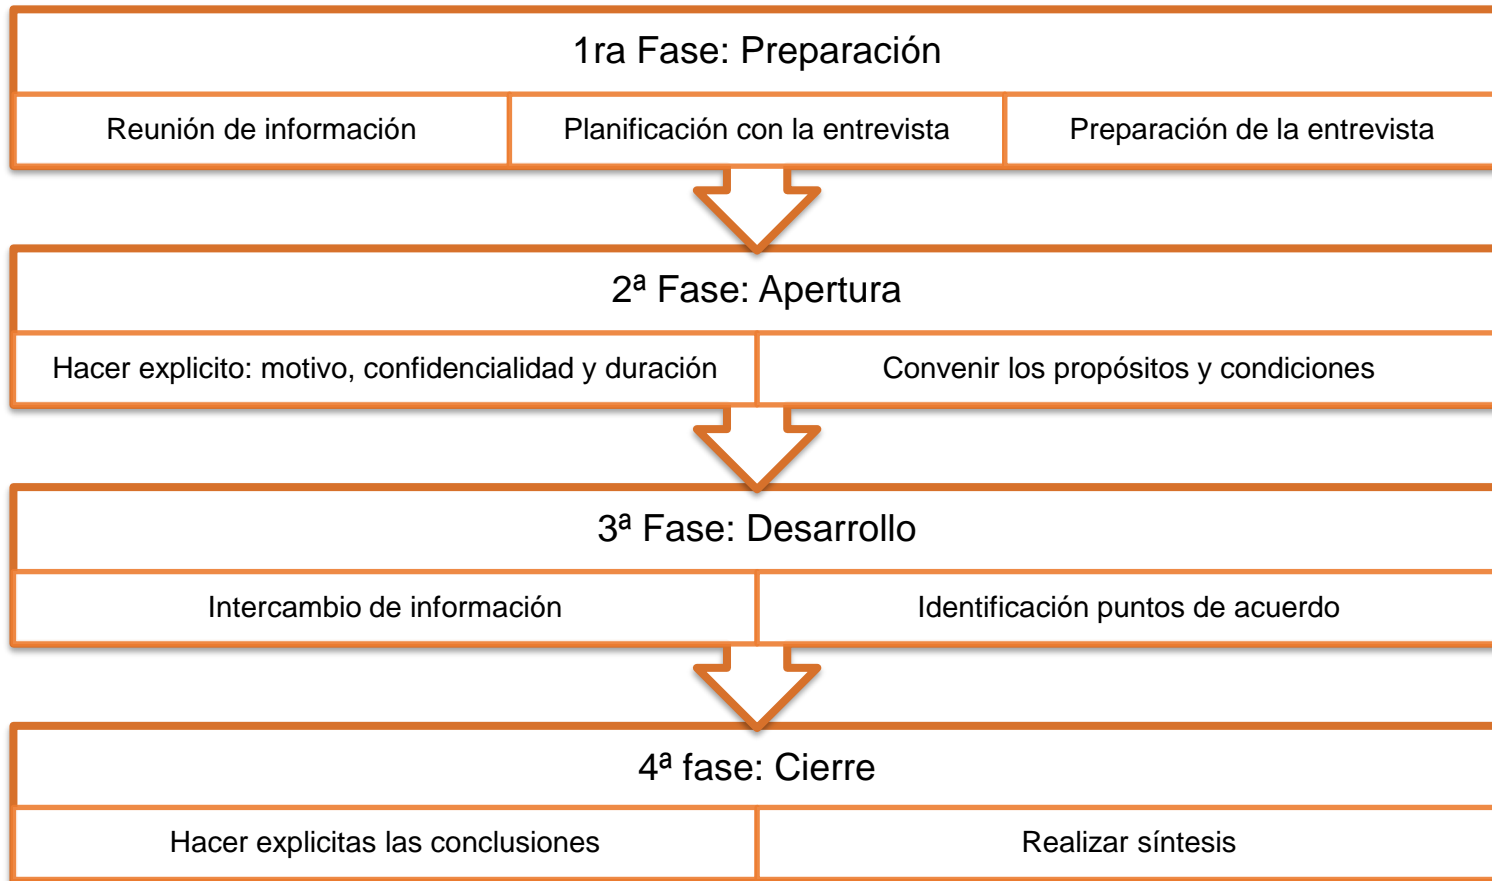 1ra Fase: Preparación
Reunión de información
Planificación con la entrevista
Preparación de la entrevista
2ª Fase: Apertura
Hacer explicito: motivo, confidencialidad y duración
Convenir los propósitos y condiciones
3ª Fase: Desarrollo
Intercambio de información
Identificación puntos de acuerdo
4ª fase: Cierre
Hacer explicitas las conclusiones
Realizar síntesis